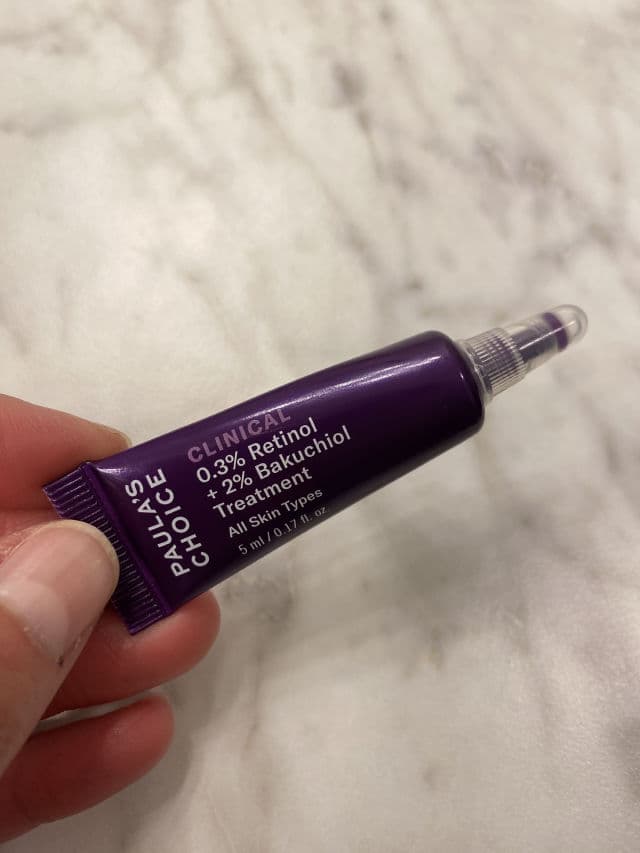 PAULA'S
CHOICE
CLINICAL
0.3% Retinol
+ 2% Bakuchiol
Treatment
All Skin Types
5 ml / 0.17 fl. oz